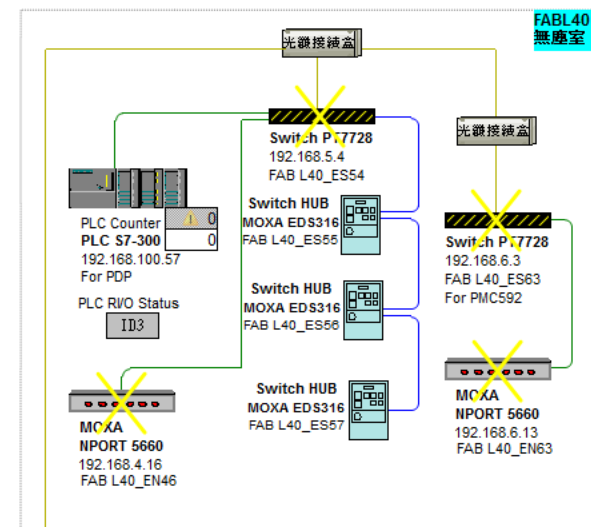 FABL40
無塵室
光纖接續盒
Switch PT7728
192.168.5.4
FAB L40_ES54
光纖接續盒
PLC Counter
0
0
PLC S7-300
192.168.100.57
For PDP
PLC RI/O Status
ID3
Switch HUB
MOXA EDS316
FAB L40_ES55
Switch PT7728
192.168.6.3
FAB L40_ES63
For PMC592
Switch HUB
MOXA EDS316
FAB L40_ES56
Switch HUB
MOXA EDS316
FAB L40_ES57
MOXA
NPORT 5660
192.168.4.16
FAB L40_EN46
MOXA
NPORT 5660
192.168.6.13
FAB L40_EN63